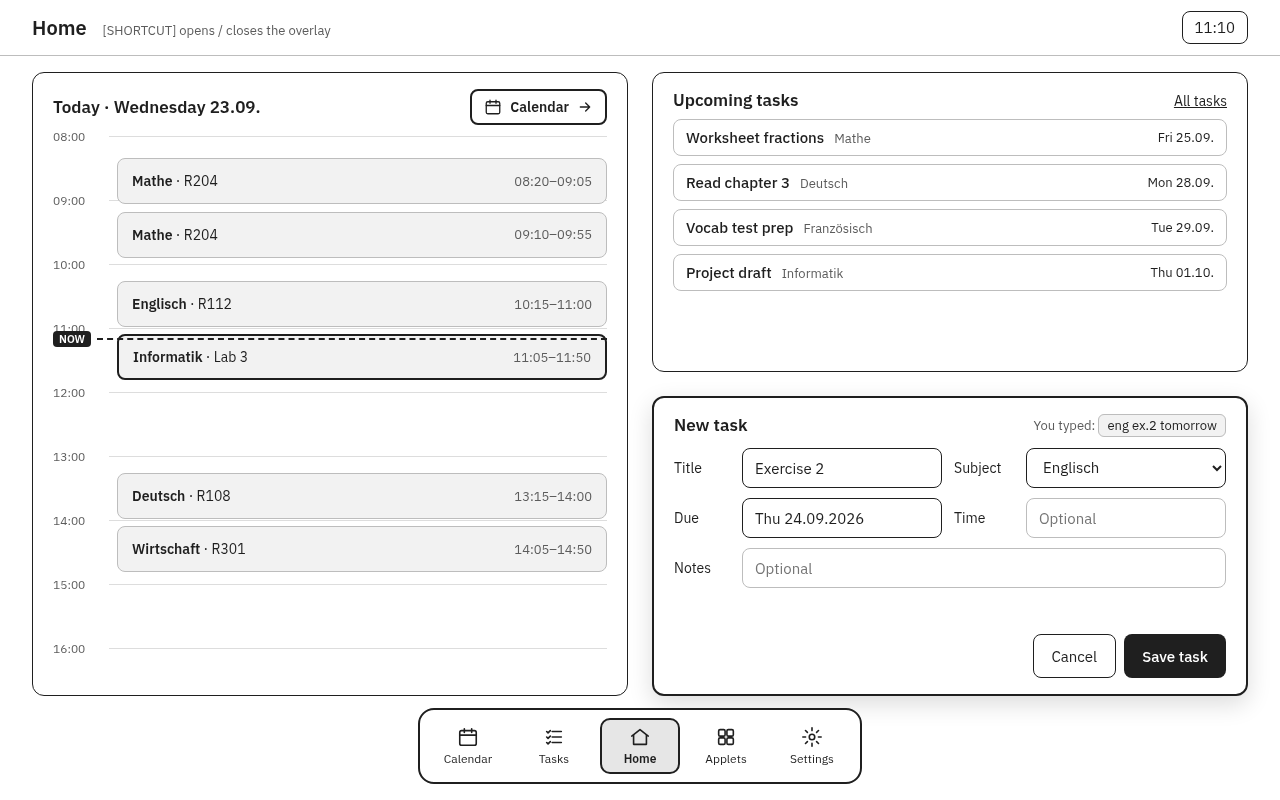 Home [SHORTCUT] opens / closes the overlay
11:10
Today · Wednesday 23.09.
Calendar →
08:00
Mathe · R204 08:20–09:05
09:00
Mathe · R204 09:10–09:55
10:00
Englisch · R112 10:15–11:00
11:00
NOW
Informatik · Lab 3 11:05–11:50
12:00
13:00
Deutsch · R108 13:15–14:00
14:00
Wirtschaft · R301 14:05–14:50
15:00
16:00
Upcoming tasks All tasks
Worksheet fractions Mathe Fri 25.09.
Read chapter 3 Deutsch Mon 28.09.
Vocab test prep Französisch Tue 29.09.
Project draft Informatik Thu 01.10.
New task You typed: eng ex.2 tomorrow
Title Exercise 2 Subject Englisch
Due Thu 24.09.2026 Time Optional
Notes Optional
Cancel Save task
Calendar Tasks Home Applets Settings